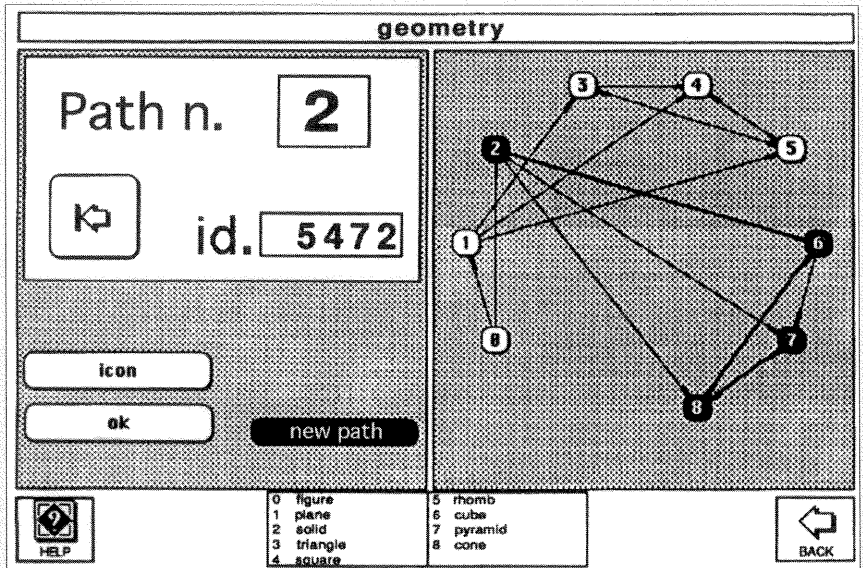 geometry
Path n. 2
id. 5472
icon
ok
new path
3
4
2
5
1
6
0
7
8
HELP
0 figure
1 plane
2 solid
3 triangle
4 square
5 rhomb
6 cube
7 pyramid
8 cone
BACK